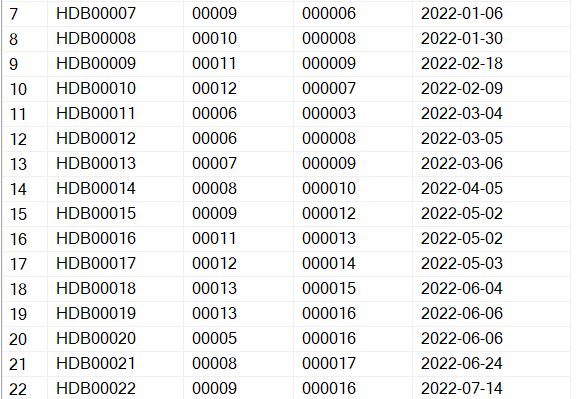 7 HDB00007 00009 000006 2022-01-06
8 HDB00008 00010 000008 2022-01-30
9 HDB00009 00011 000009 2022-02-18
10 HDB00010 00012 000007 2022-02-09
11 HDB00011 00006 000003 2022-03-04
12 HDB00012 00006 000008 2022-03-05
13 HDB00013 00007 000009 2022-03-06
14 HDB00014 00008 000010 2022-04-05
15 HDB00015 00009 000012 2022-05-02
16 HDB00016 00011 000013 2022-05-02
17 HDB00017 00012 000014 2022-05-03
18 HDB00018 00013 000015 2022-06-04
19 HDB00019 00013 000016 2022-06-06
20 HDB00020 00005 000016 2022-06-06
21 HDB00021 00008 000017 2022-06-24
22 HDB00022 00009 000016 2022-07-14